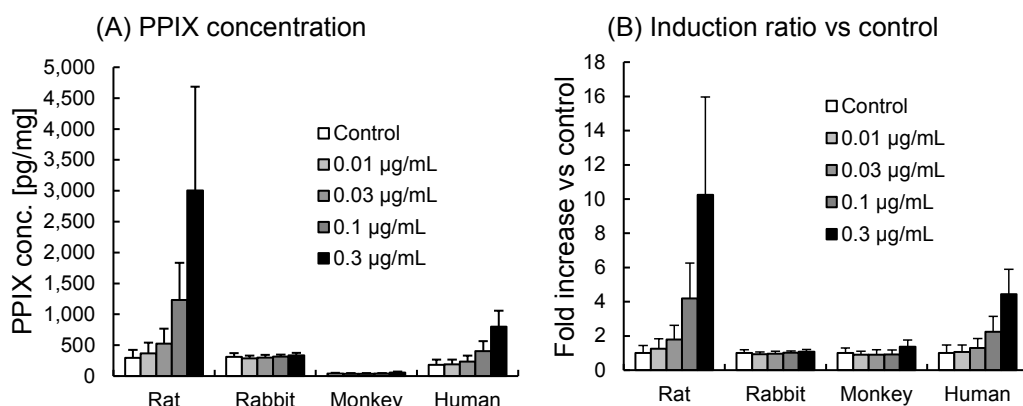 (A) PPIX concentration
PPIX conc. [pg/mg]
5,000
4,500
4,000
3,500
3,000
2,500
2,000
1,500
1,000
500
0
Control
0.01 µg/mL
0.03 µg/mL
0.1 µg/mL
0.3 µg/mL
Rat Rabbit Monkey Human
(B) Induction ratio vs control
Fold increase vs control
18
16
14
12
10
8
6
4
2
0
Control
0.01 µg/mL
0.03 µg/mL
0.1 µg/mL
0.3 µg/mL
Rat Rabbit Monkey Human